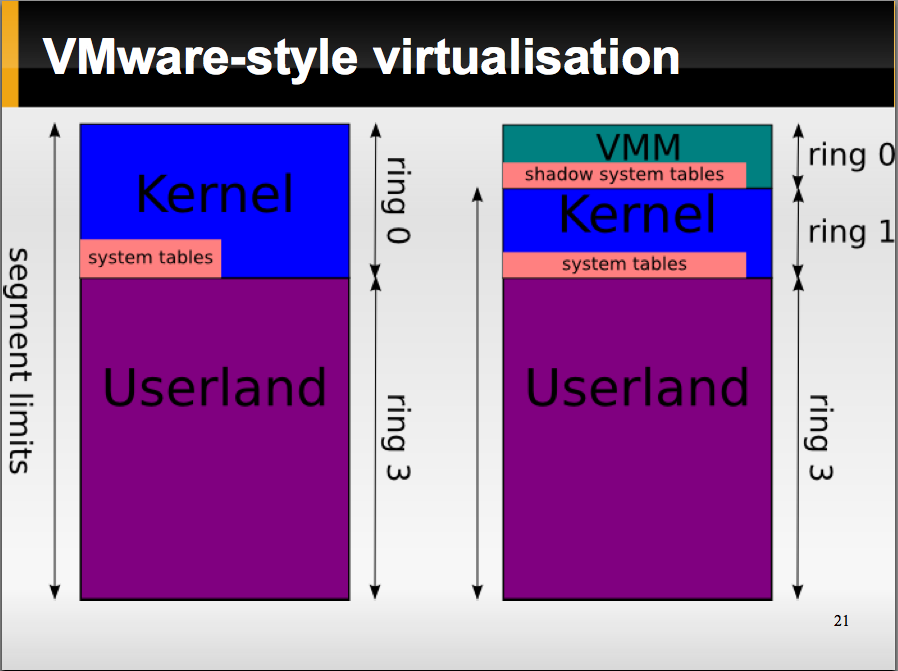 VMware-style virtualisation
segment limits
Kernel
system tables
Userland
ring 0
ring 3
VMM
shadow system tables
Kernel
system tables
Userland
ring 0
ring 1
ring 3
21